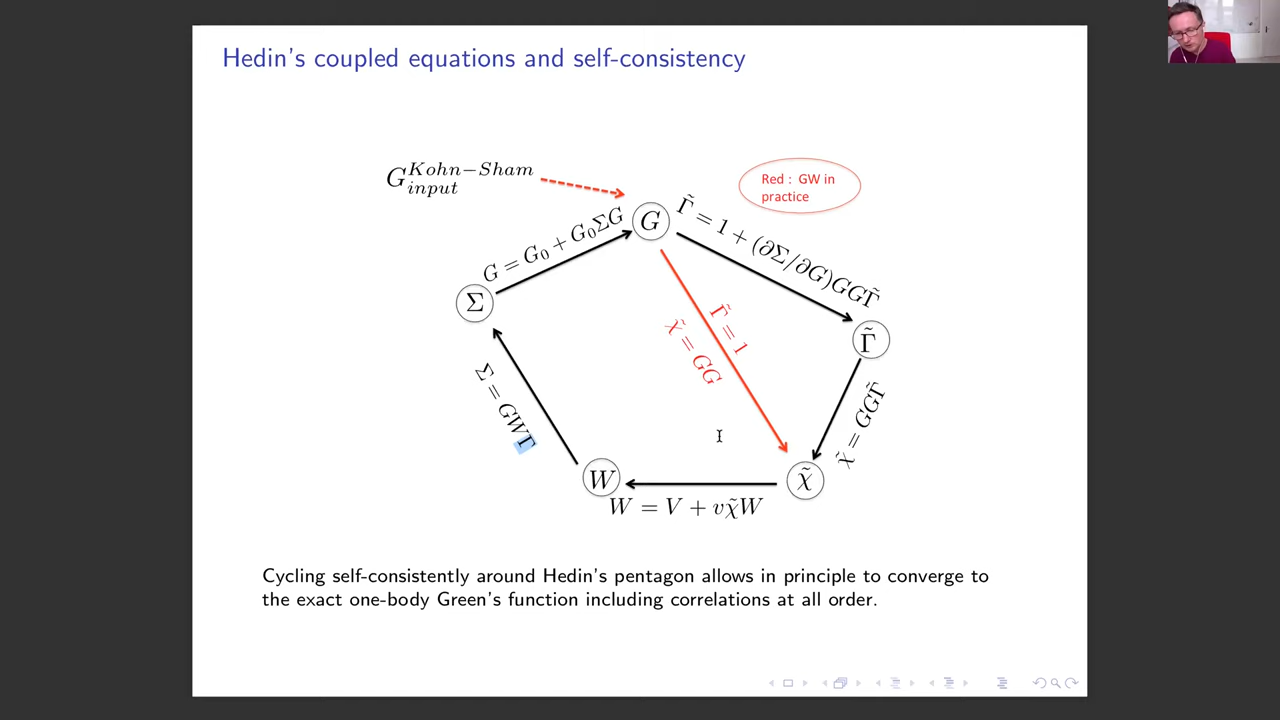 Hedin's coupled equations and self-consistency
G^{Kohn-Sham}_{input}
Red : GW in
practice
G
Γ̃ = 1 + (∂Σ/∂G)GGΓ̃
G = G₀ + G₀ΣG
Σ
Γ̃ = 1
χ̃ = GG
Γ̃
Σ = GWΓ
χ̃ = GGΓ̃
W
χ̃
W = V + vχ̃W
Cycling self-consistently around Hedin's pentagon allows in principle to converge to
the exact one-body Green's function including correlations at all order.